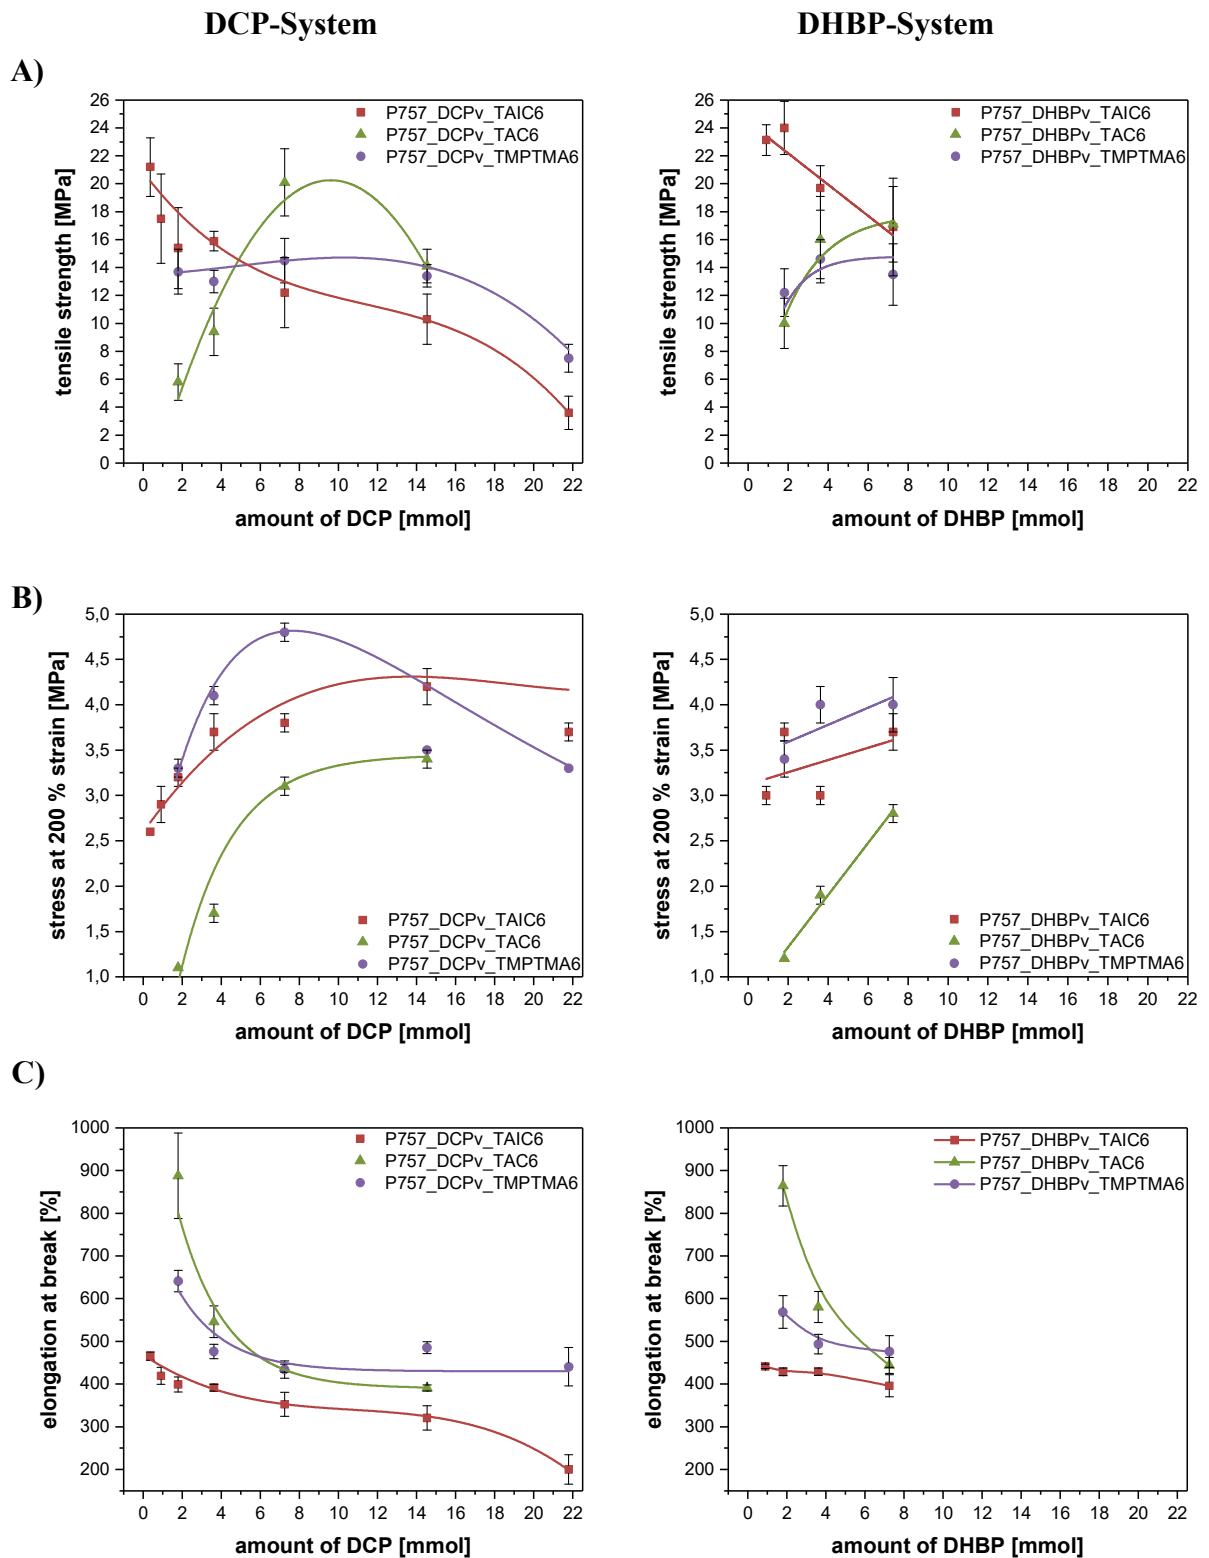 DCP-System
DHBP-System
A)
26
24
22
20
18
16
14
12
10
8
6
4
2
0
tensile strength [MPa]
P757_DCPv_TAIC6
P757_DCPv_TAC6
P757_DCPv_TMPTMA6
0 2 4 6 8 10 12 14 16 18 20 22
amount of DCP [mmol]
26
24
22
20
18
16
14
12
10
8
6
4
2
0
tensile strength [MPa]
P757_DHBPv_TAIC6
P757_DHBPv_TAC6
P757_DHBPv_TMPTMA6
0 2 4 6 8 10 12 14 16 18 20 22
amount of DHBP [mmol]
B)
5,0
4,5
4,0
3,5
3,0
2,5
2,0
1,5
1,0
stress at 200 % strain [MPa]
P757_DCPv_TAIC6
P757_DCPv_TAC6
P757_DCPv_TMPTMA6
0 2 4 6 8 10 12 14 16 18 20 22
amount of DCP [mmol]
5,0
4,5
4,0
3,5
3,0
2,5
2,0
1,5
1,0
stress at 200 % strain [MPa]
P757_DHBPv_TAIC6
P757_DHBPv_TAC6
P757_DHBPv_TMPTMA6
0 2 4 6 8 10 12 14 16 18 20 22
amount of DHBP [mmol]
C)
1000
900
800
700
600
500
400
300
200
elongation at break [%]
P757_DCPv_TAIC6
P757_DCPv_TAC6
P757_DCPv_TMPTMA6
0 2 4 6 8 10 12 14 16 18 20 22
amount of DCP [mmol]
1000
900
800
700
600
500
400
300
200
elongation at break [%]
P757_DHBPv_TAIC6
P757_DHBPv_TAC6
P757_DHBPv_TMPTMA6
0 2 4 6 8 10 12 14 16 18 20 22
amount of DHBP [mmol]